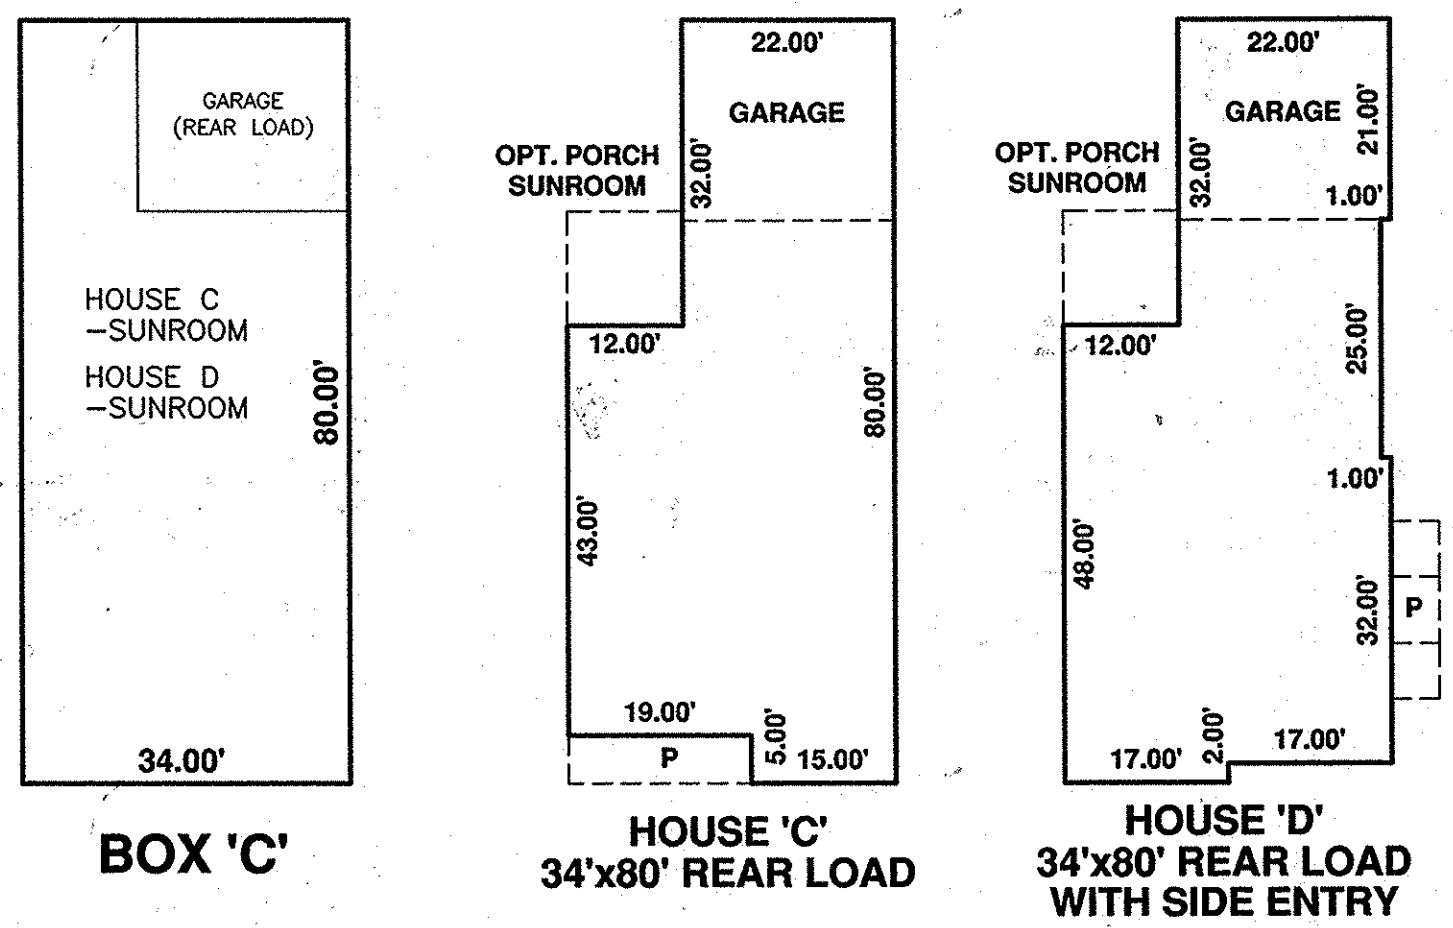 GARAGE
(REAR LOAD)
HOUSE C
-SUNROOM
HOUSE D
-SUNROOM
80.00'
34.00'
BOX 'C'
22.00'
GARAGE
OPT. PORCH
SUNROOM
32.00'
12.00'
80.00'
43.00'
19.00'
P
5.00'
15.00'
HOUSE 'C'
34'x80' REAR LOAD
22.00'
GARAGE
21.00'
OPT. PORCH
SUNROOM
32.00'
1.00'
12.00'
25.00'
1.00'
48.00'
32.00'
P
17.00'
2.00'
17.00'
HOUSE 'D'
34'x80' REAR LOAD
WITH SIDE ENTRY